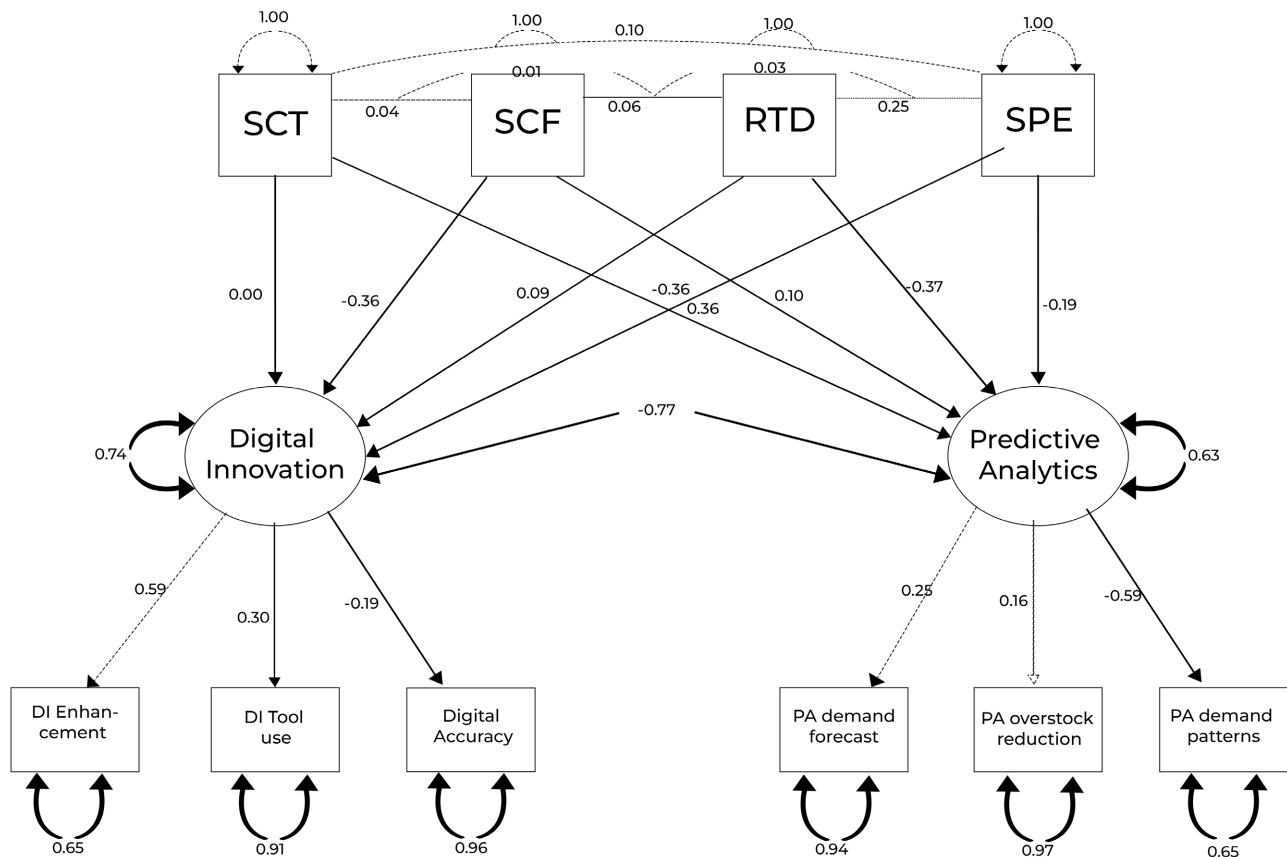 1.00
1.00
1.00
1.00
0.10
0.01
0.03
0.04
0.06
0.25
SCT
SCF
RTD
SPE
0.00
-0.36
0.09
-0.36
0.36
0.10
-0.37
-0.19
-0.77
0.74
Digital
Innovation
Predictive
Analytics
0.63
0.59
0.30
-0.19
0.25
0.16
-0.59
DI Enhan-
cement
DI Tool
use
Digital
Accuracy
PA demand
forecast
PA overstock
reduction
PA demand
patterns
0.65
0.91
0.96
0.94
0.97
0.65